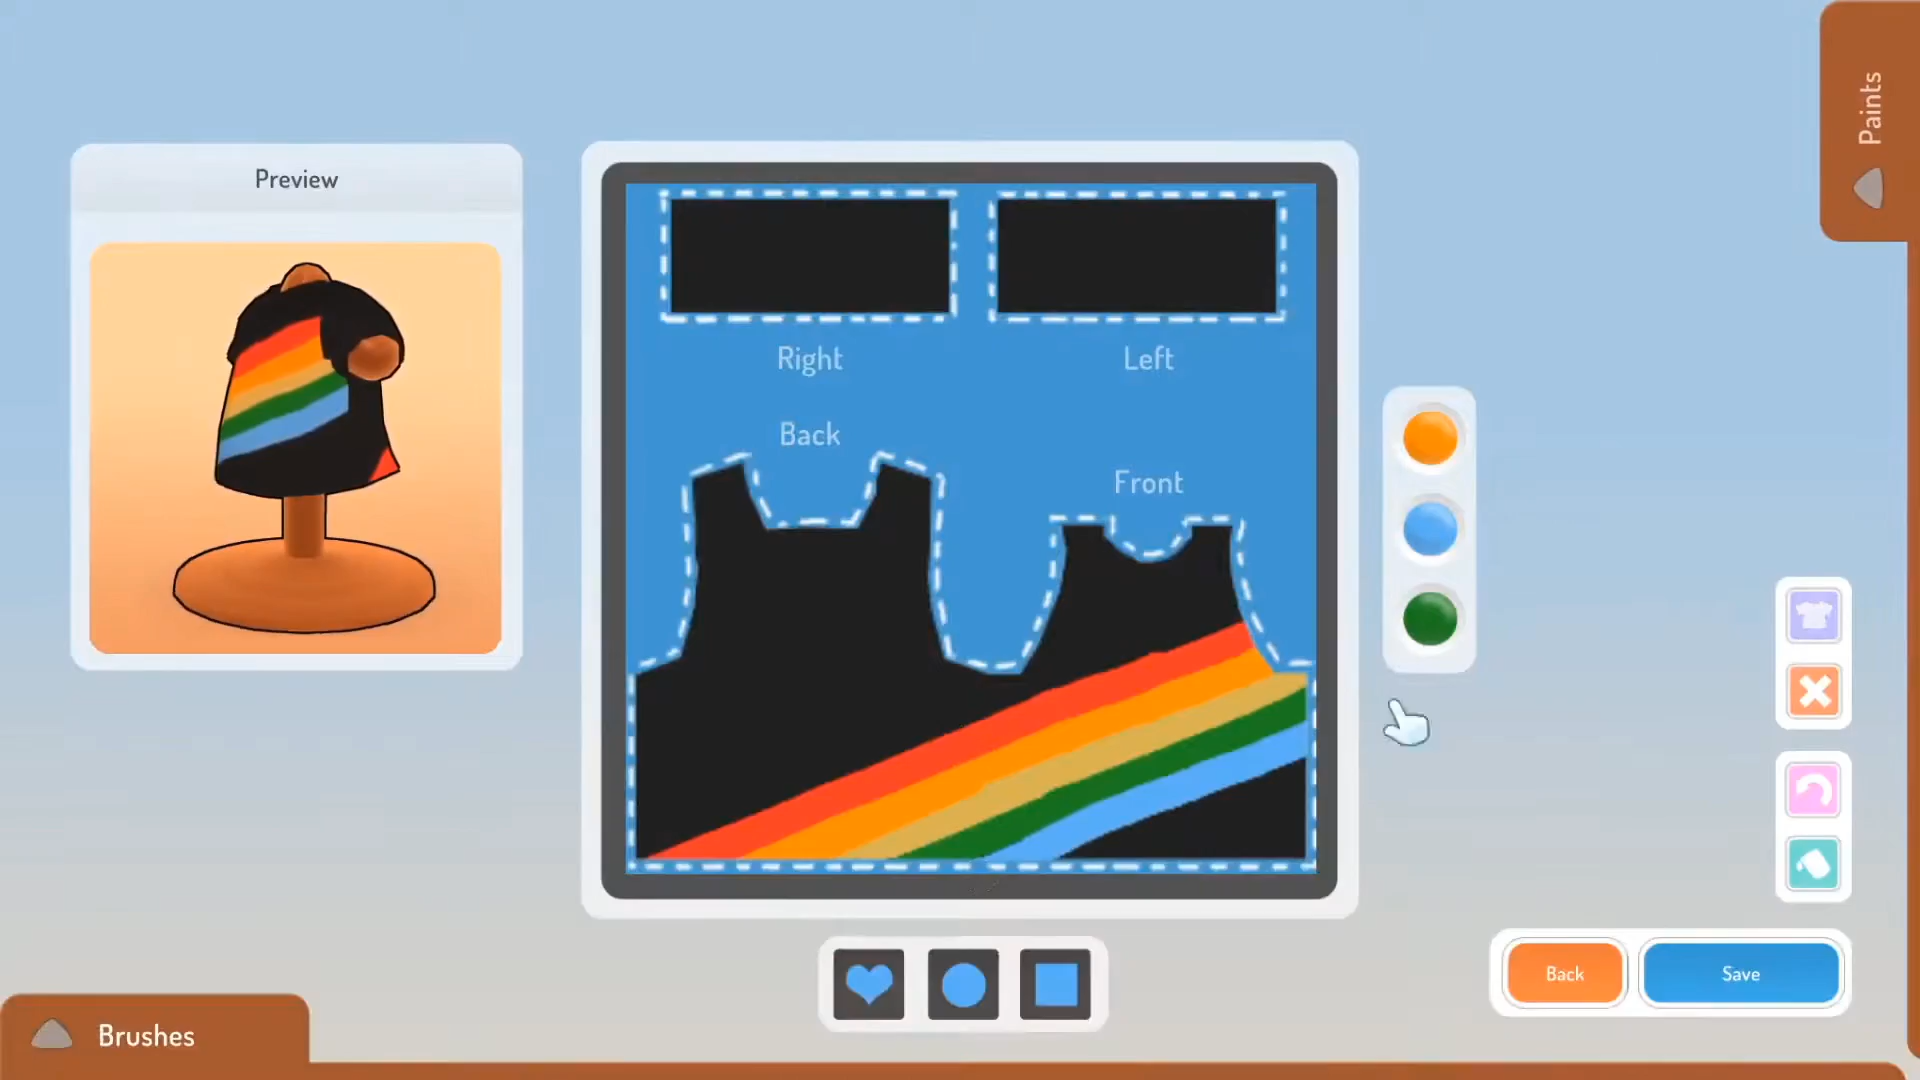 Paints
Preview
Right
Left
Back
Front
Back
Save
Brushes